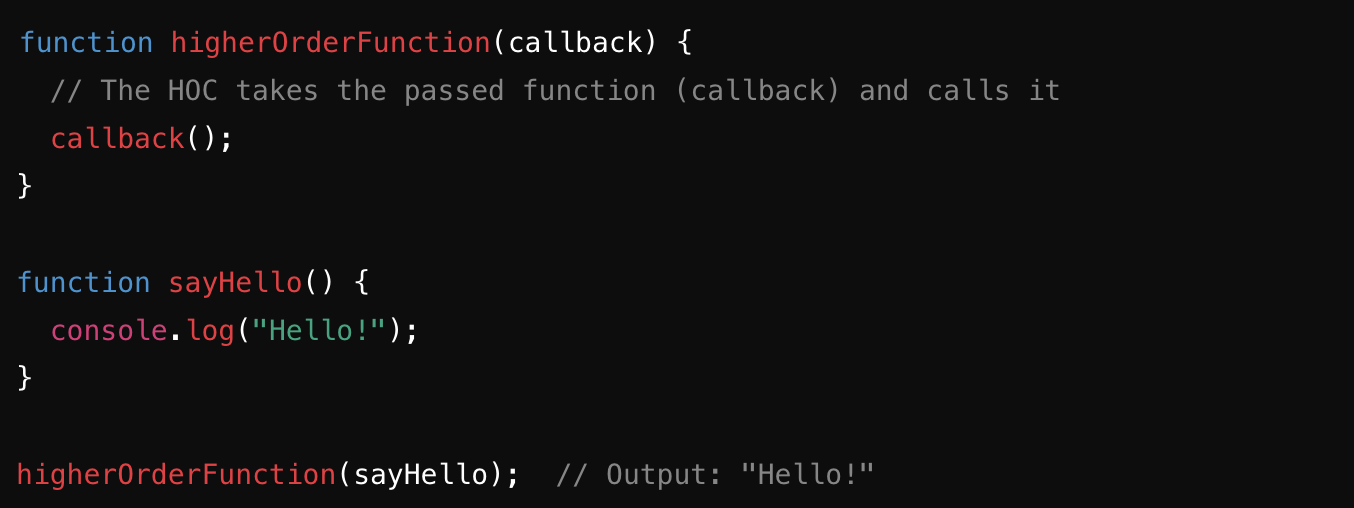 function higherOrderFunction(callback) {
  // The HOC takes the passed function (callback) and calls it
  callback();
}

function sayHello() {
  console.log("Hello!");
}

higherOrderFunction(sayHello);  // Output: "Hello!"